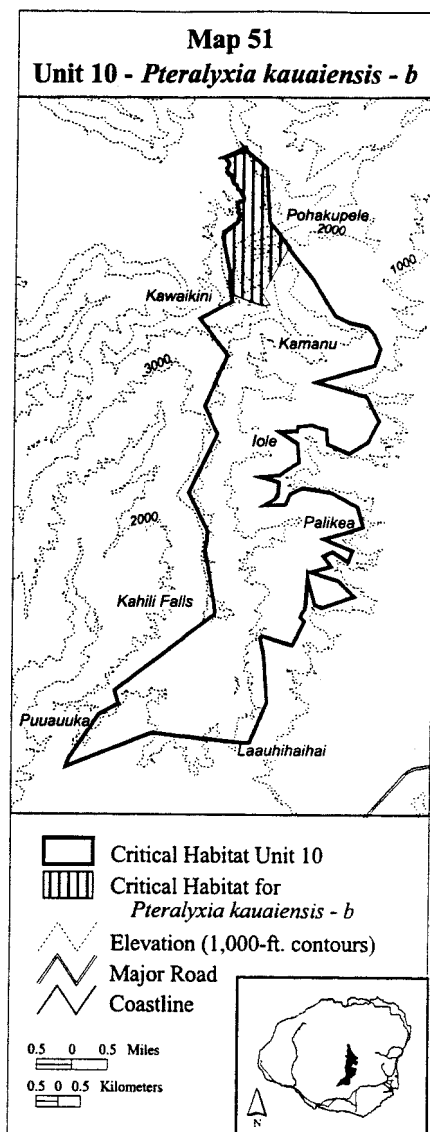 Map 51
Unit 10 - Pteralyxia kauaiensis - b
Pohakupele
2000
1000
Kawaikini
Kamanu
3000
Iole
2000
Palikea
Kahili Falls
Puuauuka
Laauhihaihai
Critical Habitat Unit 10
Critical Habitat for
Pteralyxia kauaiensis - b
Elevation (1,000-ft. contours)
Major Road
Coastline
0.5 0 0.5 Miles
0.5 0 0.5 Kilometers
N